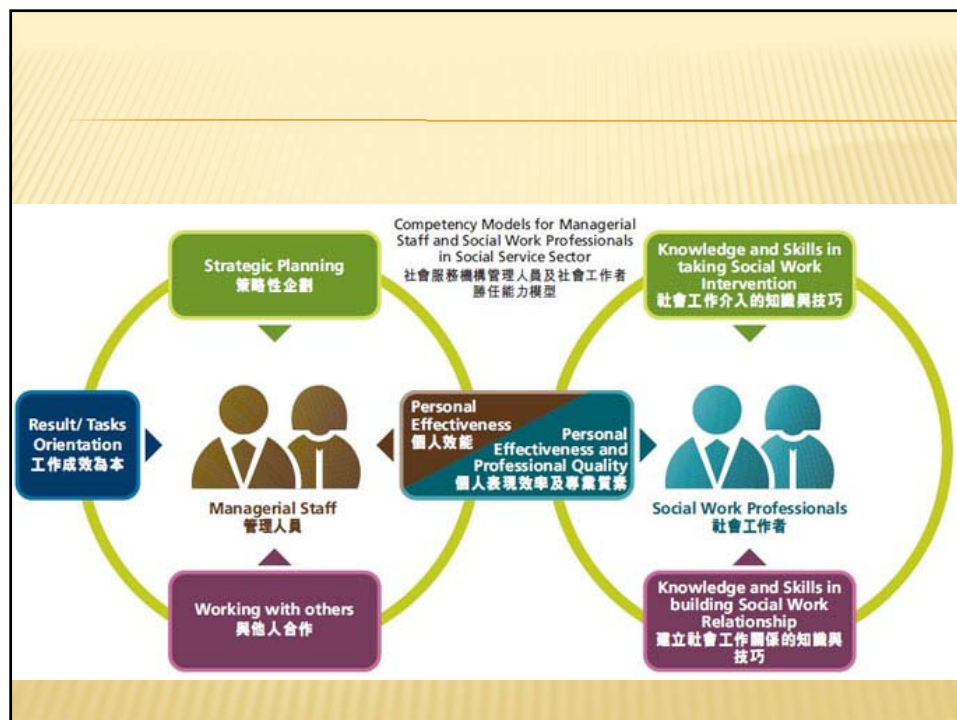 Competency Models for Managerial
Staff and Social Work Professionals
in Social Service Sector
社會服務機構管理人員及社會工作者
勝任能力模型
Strategic Planning
策略性企劃
Knowledge and Skills in
taking Social Work
Intervention
社會工作介入的知識與技巧
Result/ Tasks
Orientation
工作成效為本
Managerial Staff
管理人員
Personal
Effectiveness
個人效能
Personal
Effectiveness and
Professional Quality
個人表現效率及專業質素
Social Work Professionals
社會工作者
Working with others
與他人合作
Knowledge and Skills in
building Social Work
Relationship
建立社會工作關係的知識與
技巧